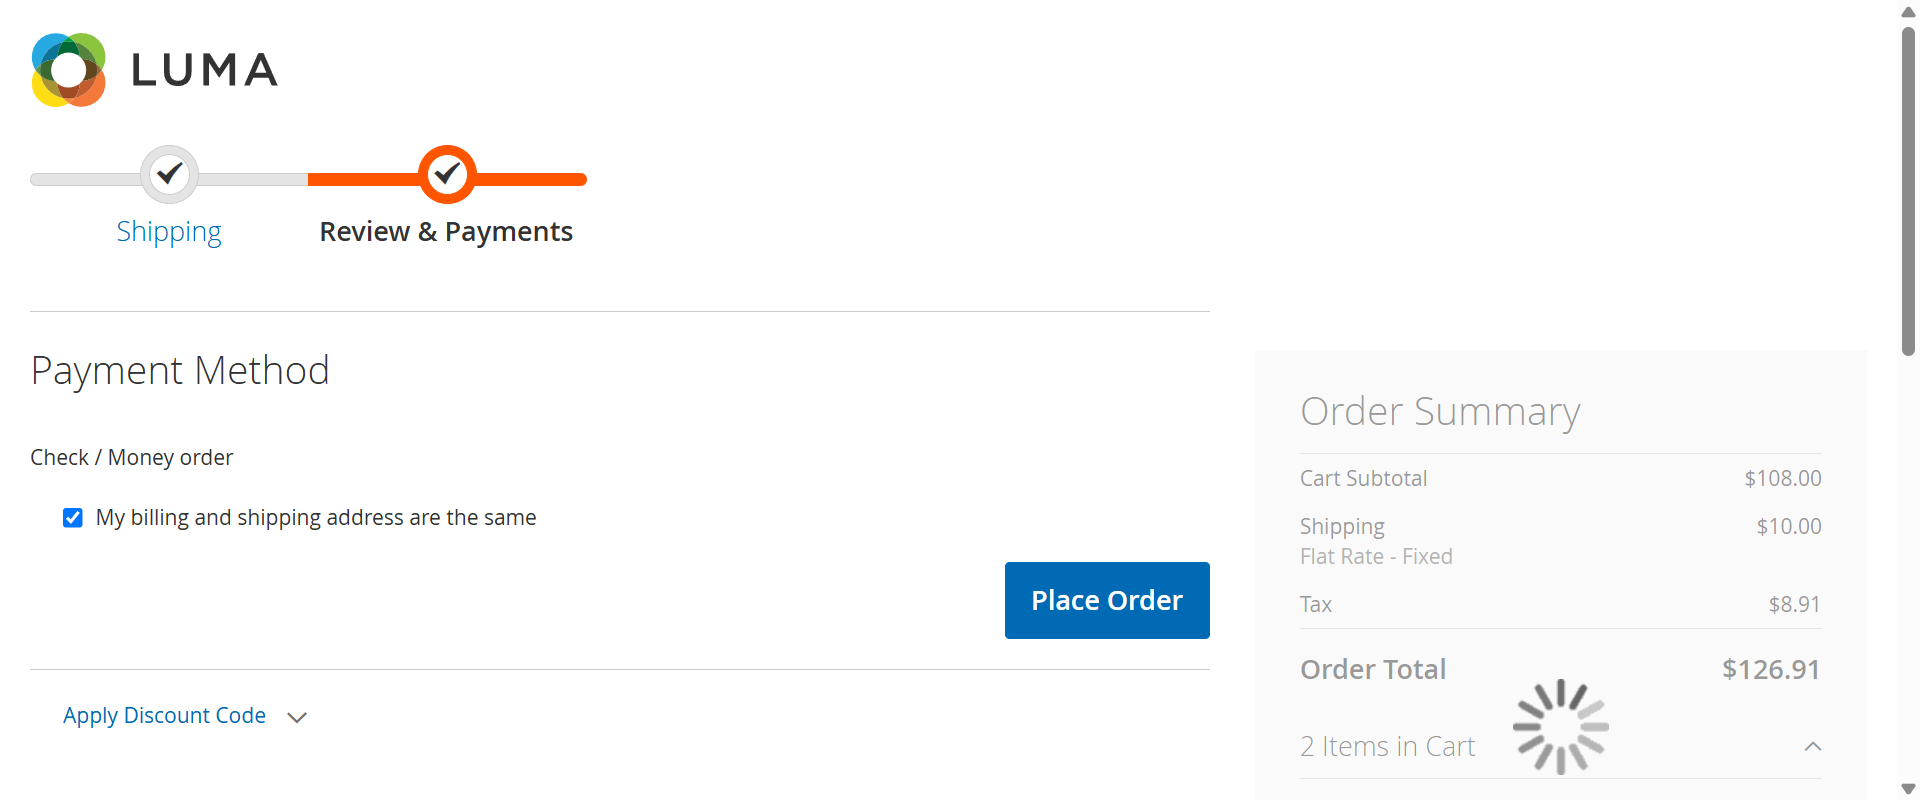 LUMA
Shipping
Review & Payments
Payment Method
Check / Money order
My billing and shipping address are the same
Place Order
Apply Discount Code
Order Summary
Cart Subtotal $108.00
Shipping $10.00
Flat Rate - Fixed
Tax $8.91
Order Total $126.91
2 Items in Cart